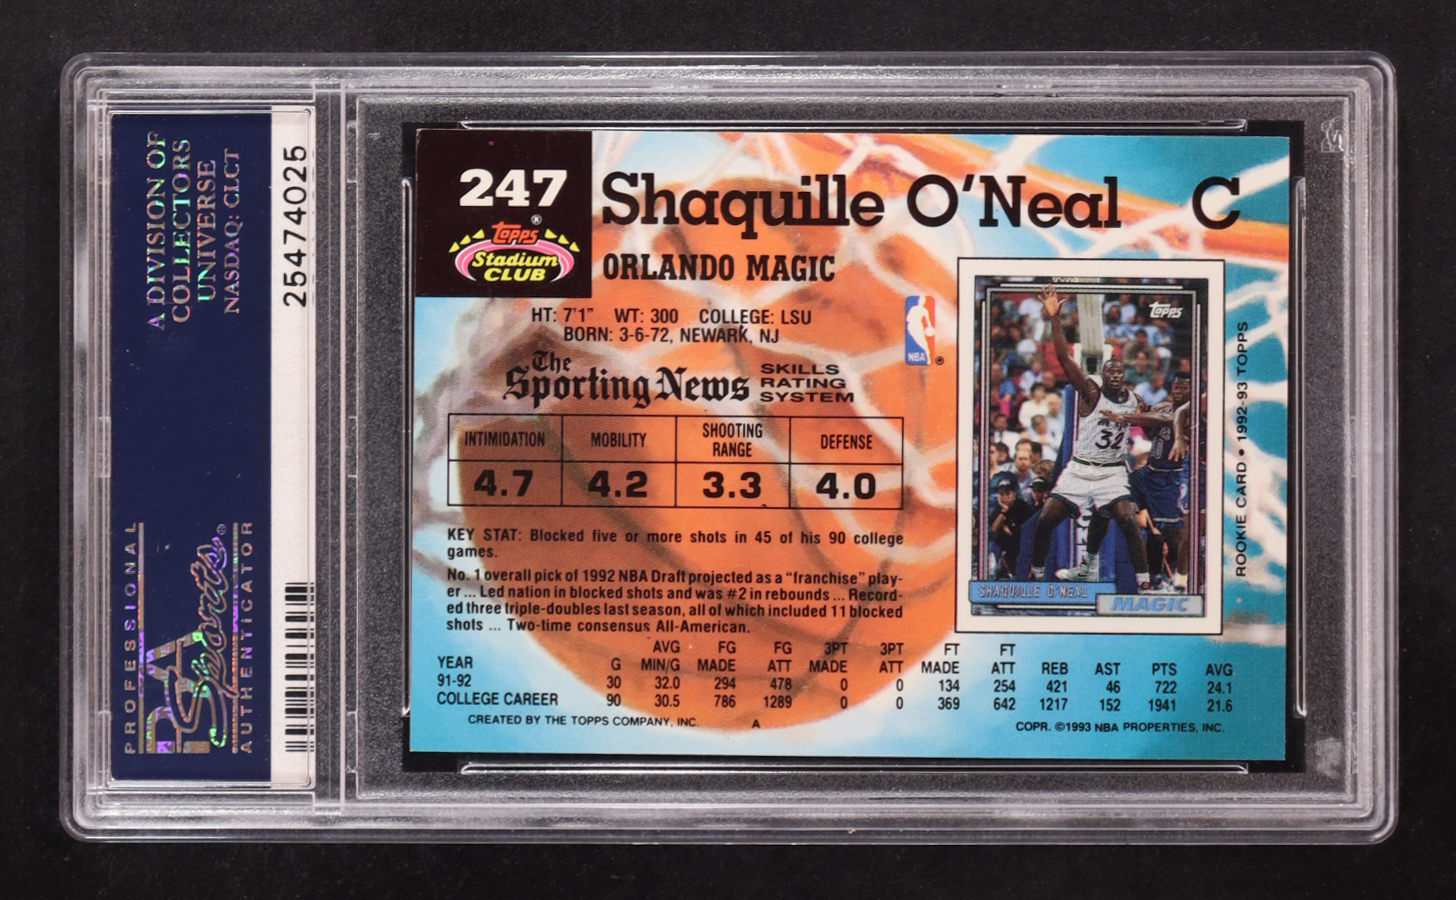 A DIVISION OF
COLLECTORS
UNIVERSE
NASDAQ: CLCT
PROFESSIONAL
PSA
Sports®
AUTHENTICATOR
25474025
247
Topps®
Stadium
CLUB
Shaquille O'Neal C
ORLANDO MAGIC
HT: 7'1" WT: 300 COLLEGE: LSU
BORN: 3-6-72, NEWARK, NJ
NBA ®
The
Sporting News
SKILLS
RATING
SYSTEM
INTIMIDATION MOBILITY SHOOTING RANGE DEFENSE
4.7 4.2 3.3 4.0
KEY STAT: Blocked five or more shots in 45 of his 90 college
games.
No. 1 overall pick of 1992 NBA Draft projected as a "franchise" play-
er ... Led nation in blocked shots and was #2 in rebounds ... Record-
ed three triple-doubles last season, all of which included 11 blocked
shots ... Two-time consensus All-American.
AVG FG FG 3PT 3PT FT FT
YEAR G MIN/G MADE ATT MADE ATT MADE ATT REB AST PTS AVG
91-92 30 32.0 294 478 0 0 134 254 421 46 722 24.1
COLLEGE CAREER 90 30.5 786 1289 0 0 369 642 1217 152 1941 21.6
CREATED BY THE TOPPS COMPANY, INC. A COPR. ©1993 NBA PROPERTIES, INC.
Topps
32
SHAQUILLE O'NEAL
MAGIC
ROOKIE CARD • 1992-93 TOPPS